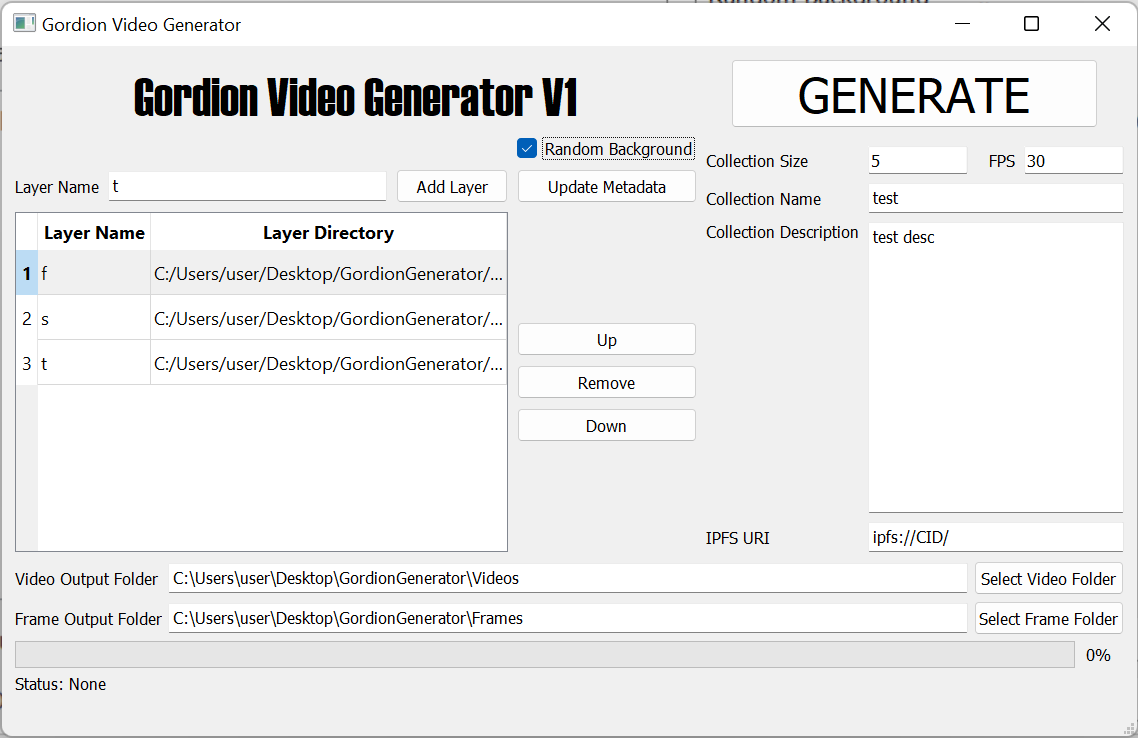 Gordion Video Generator
Gordion Video Generator V1
GENERATE
Random Background
Layer Name t Add Layer Update Metadata
Collection Size 5 FPS 30
Collection Name test
Collection Description test desc
Layer Name Layer Directory
1 f C:/Users/user/Desktop/GordionGenerator/...
2 s C:/Users/user/Desktop/GordionGenerator/...
3 t C:/Users/user/Desktop/GordionGenerator/...
Up
Remove
Down
IPFS URI ipfs://CID/
Video Output Folder C:\Users\user\Desktop\GordionGenerator\Videos Select Video Folder
Frame Output Folder C:\Users\user\Desktop\GordionGenerator\Frames Select Frame Folder
0%
Status: None